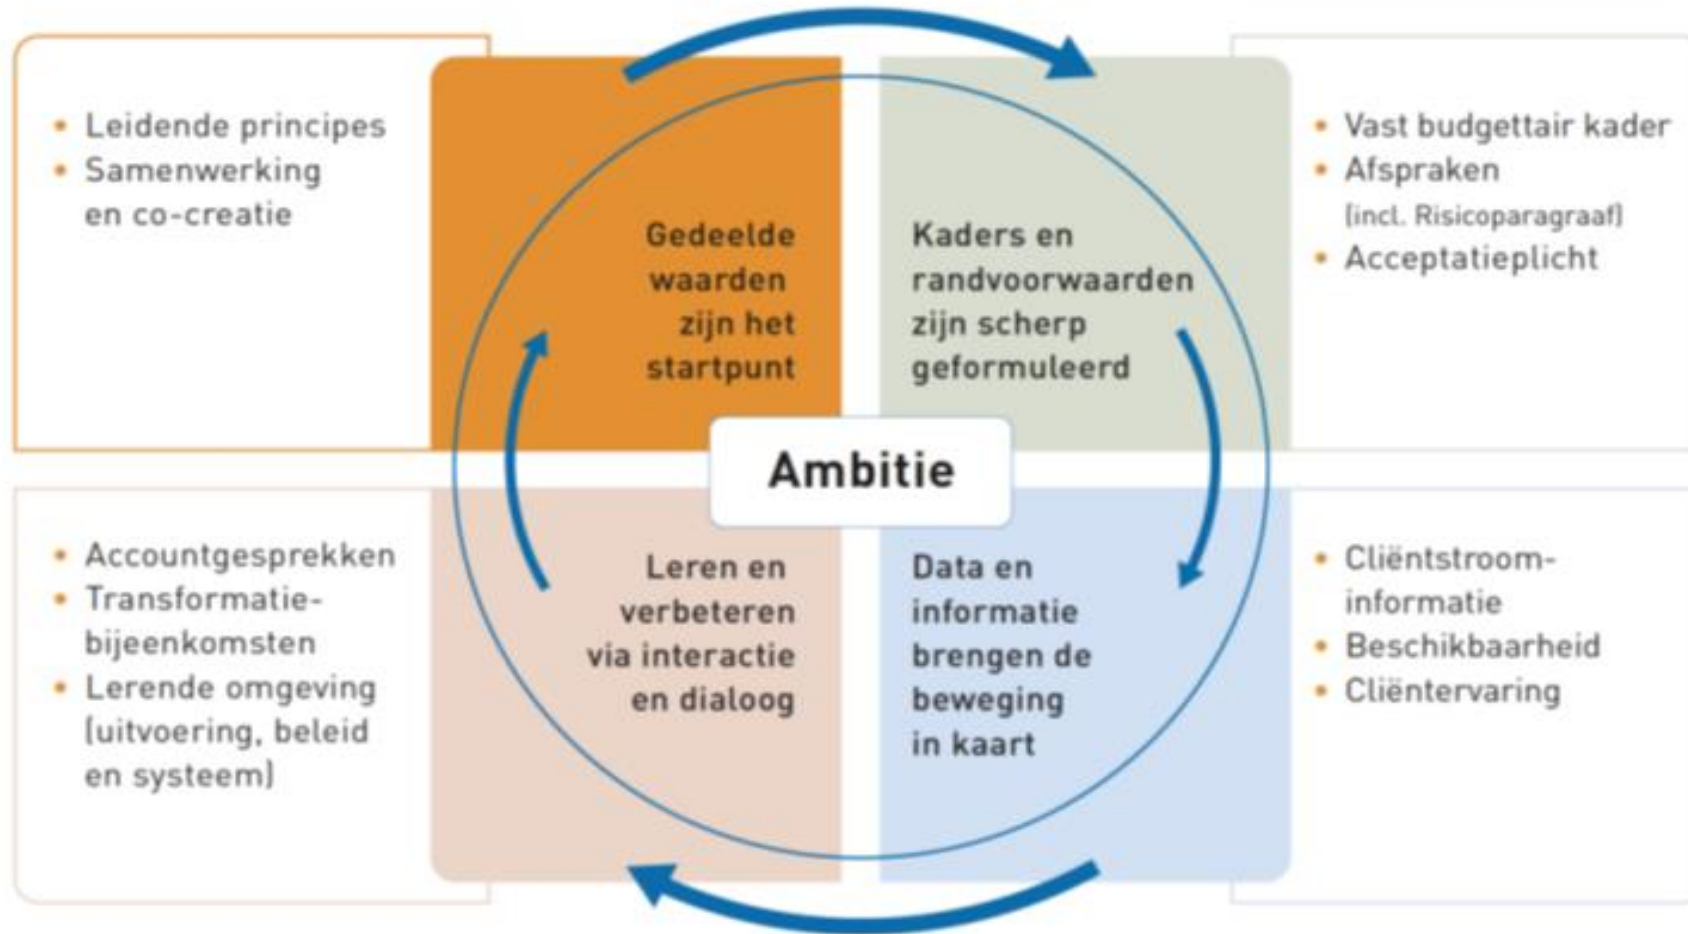 • Leidende principes
• Samenwerking
en co-creatie
Gedeelde
waarden
zijn het
startpunt
Kaders en
randvoorwaarden
zijn scherp
geformuleerd
• Vast budgettair kader
• Afspraken
(incl. Risicoparagraaf)
• Acceptatieplicht
Ambitie
• Accountgesprekken
• Transformatie-
bijeenkomsten
• Lerende omgeving
(uitvoering, beleid
en systeem)
Leren en
verbeteren
via interactie
en dialoog
Data en
informatie
brengen de
beweging
in kaart
• Cliëntstroom-
informatie
• Beschikbaarheid
• Cliëntervaring